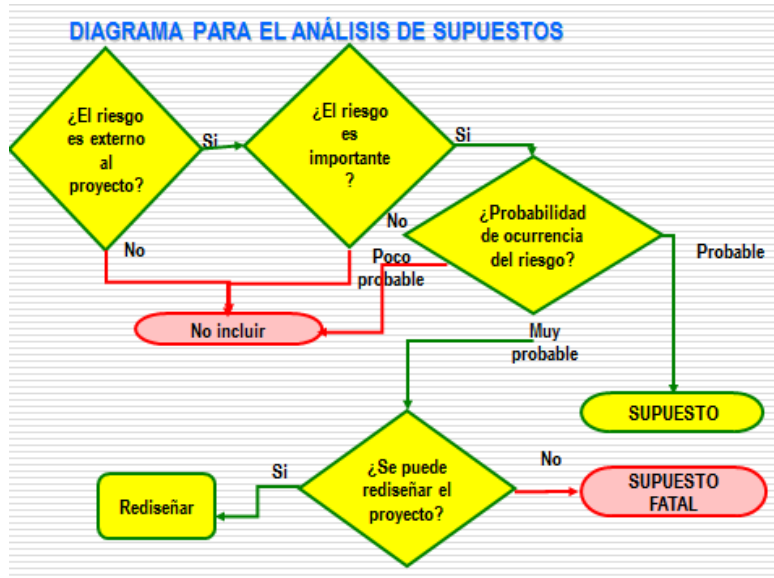 DIAGRAMA PARA EL ANÁLISIS DE SUPUESTOS
¿El riesgo
es externo
al
proyecto?
Si
¿El riesgo
es
importante
?
Si
No
No
¿Probabilidad
de ocurrencia
del riesgo?
Poco
probable
Probable
No incluir
Muy
probable
SUPUESTO
¿Se puede
rediseñar el
proyecto?
Si
Rediseñar
No
SUPUESTO
FATAL